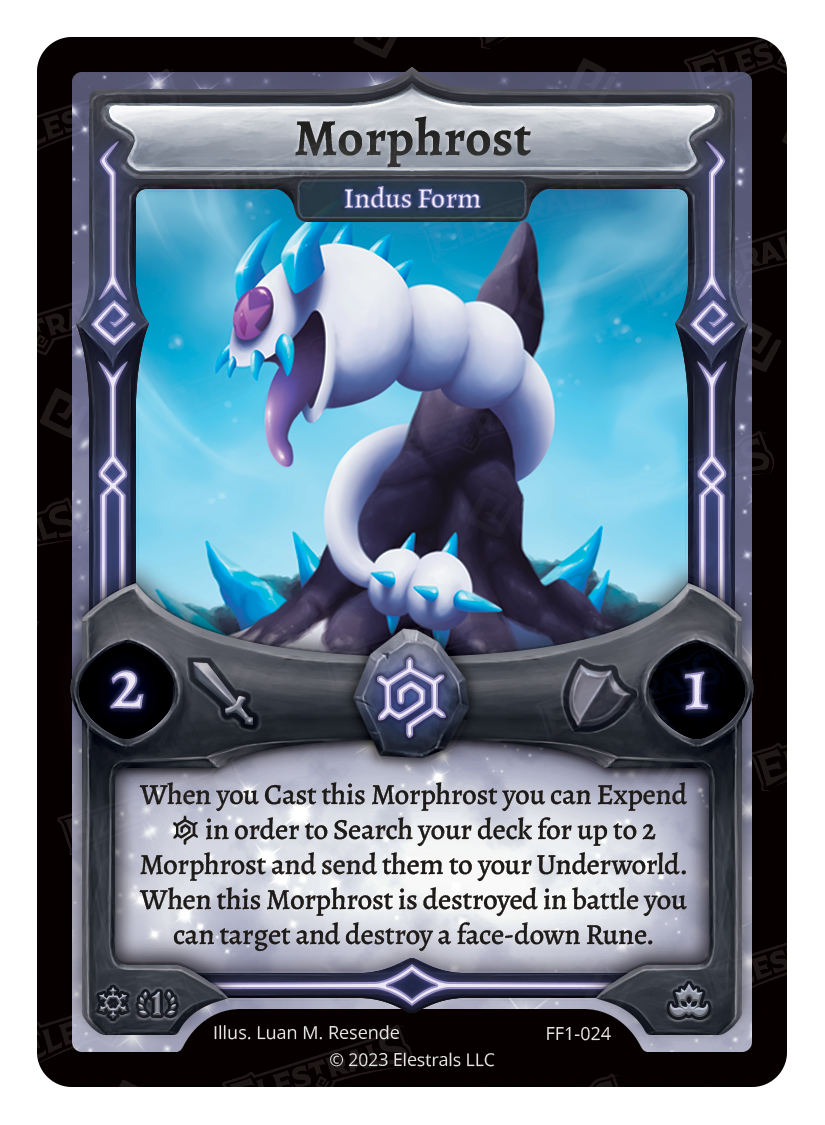 Morphrost
Indus Form
2
1
When you Cast this Morphrost you can Expend
in order to Search your deck for up to 2
Morphrost and send them to your Underworld.
When this Morphrost is destroyed in battle you
can target and destroy a face-down Rune.
1
Illus. Luan M. Resende
FF1-024
© 2023 Elestrals LLC